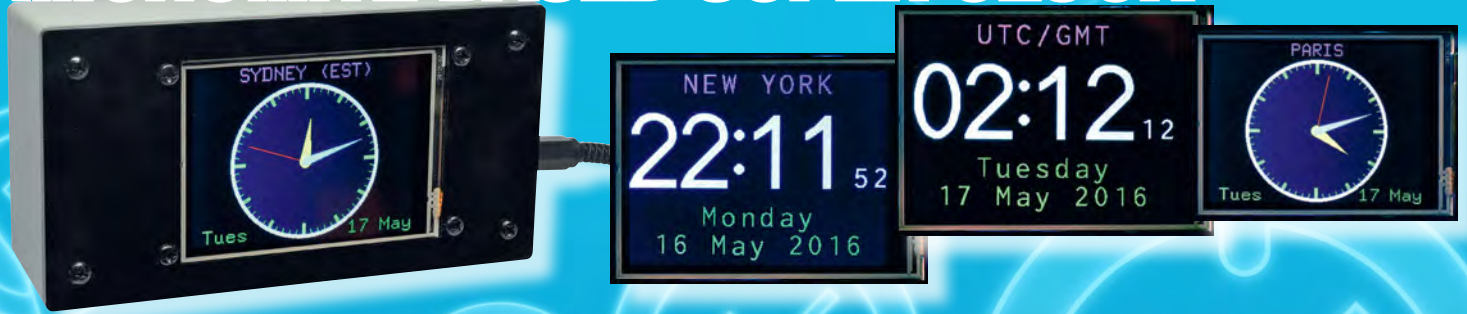 SYDNEY (EST)
Tues
17 May
NEW YORK
22:11 52
Monday
16 May 2016
UTC/GMT
02:12 12
Tuesday
17 May 2016
PARIS
Tues
17 May